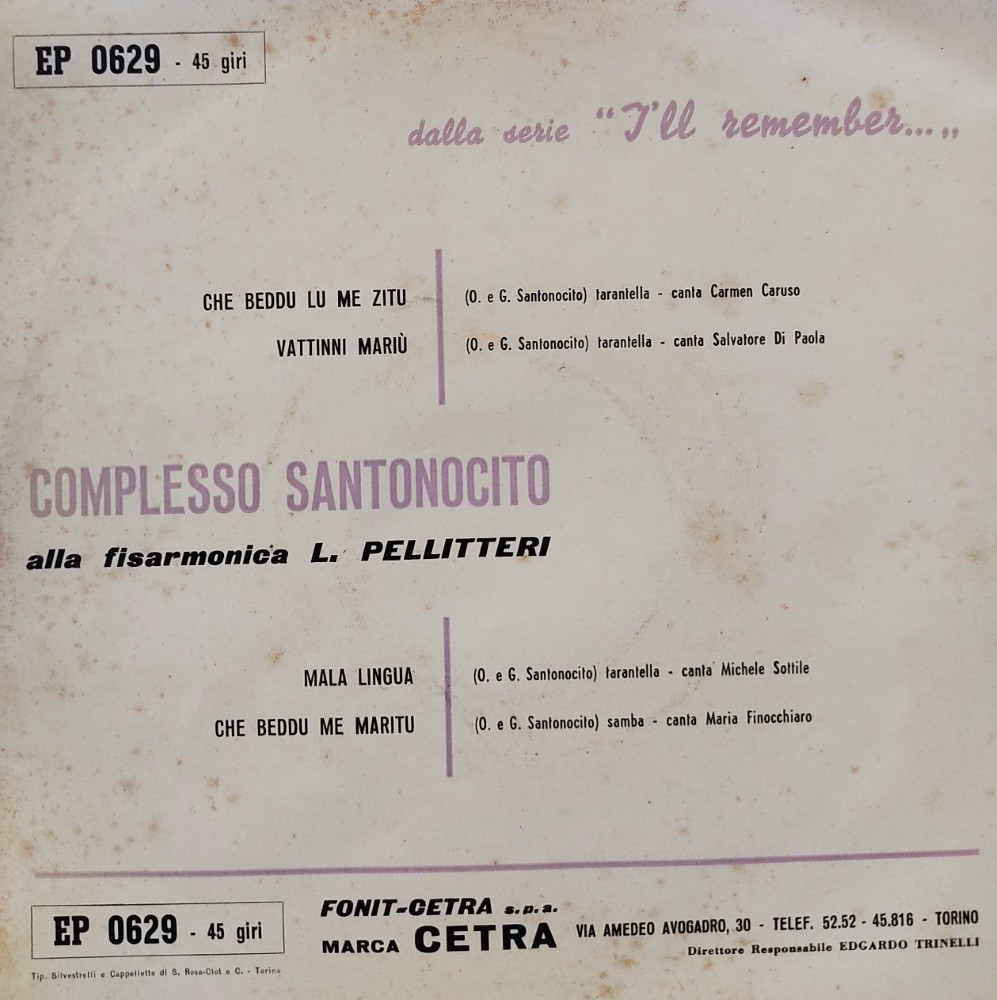 EP 0629 - 45 giri
dalla serie “I'll remember...„
CHE BEDDU LU ME ZITU (O. e G. Santonocito) tarantella - canta Carmen Caruso
VATTINNI MARIÙ (O. e G. Santonocito) tarantella - canta Salvatore Di Paola
COMPLESSO SANTONOCITO
alla fisarmonica L. PELLITTERI
MALA LINGUA (O. e G. Santonocito) tarantella - canta Michele Sottile
CHE BEDDU ME MARITU (O. e G. Santonocito) samba - canta Maria Finocchiaro
EP 0629 - 45 giri
Tip. Silvestrelli e Cappelletto di S. Rosa-Clot e C. - Torino
FONIT-CETRA s.p.a.
MARCA CETRA
VIA AMEDEO AVOGADRO, 30 - TELEF. 52.52 - 45.816 - TORINO
Direttore Responsabile EDGARDO TRINELLI